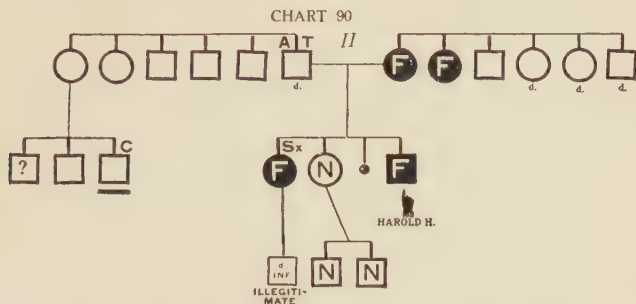 CHART 90
A T II
F F
d. d. d. d.
? C Sx
F N F
HAROLD H.
d INF N N
ILLEGITI-
MATE